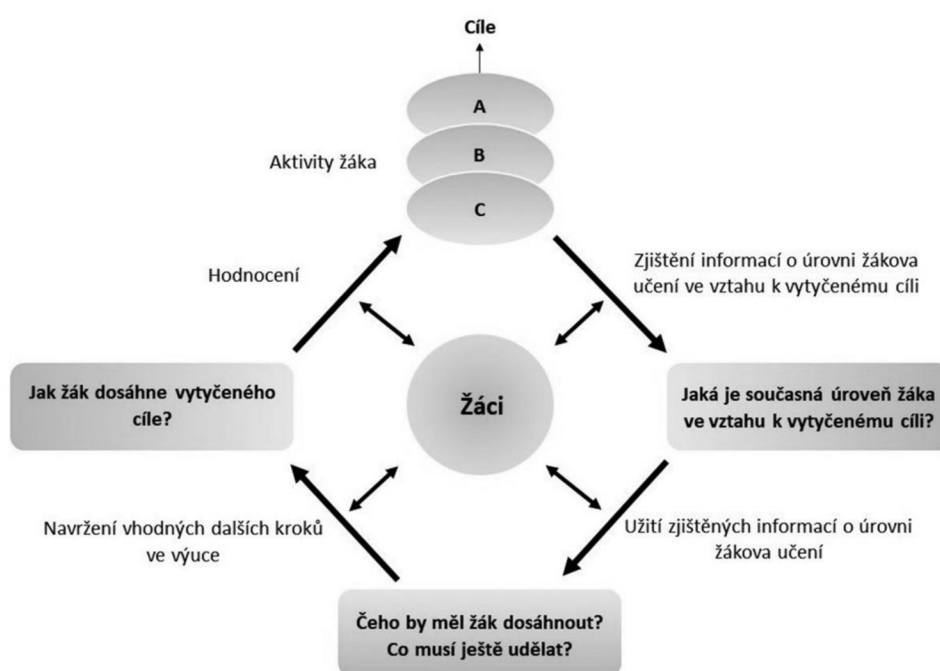 Cíle
A
B
C
Aktivity žáka
Hodnocení
Zjištění informací o úrovni žákova
učení ve vztahu k vytyčenému cíli
Jak žák dosáhne vytyčeného
cíle?
Žáci
Jaká je současná úroveň žáka
ve vztahu k vytyčenému cíli?
Navržení vhodných dalších kroků
ve výuce
Užití zjištěných informací o úrovni
žákova učení
Čeho by měl žák dosáhnout?
Co musí ještě udělat?